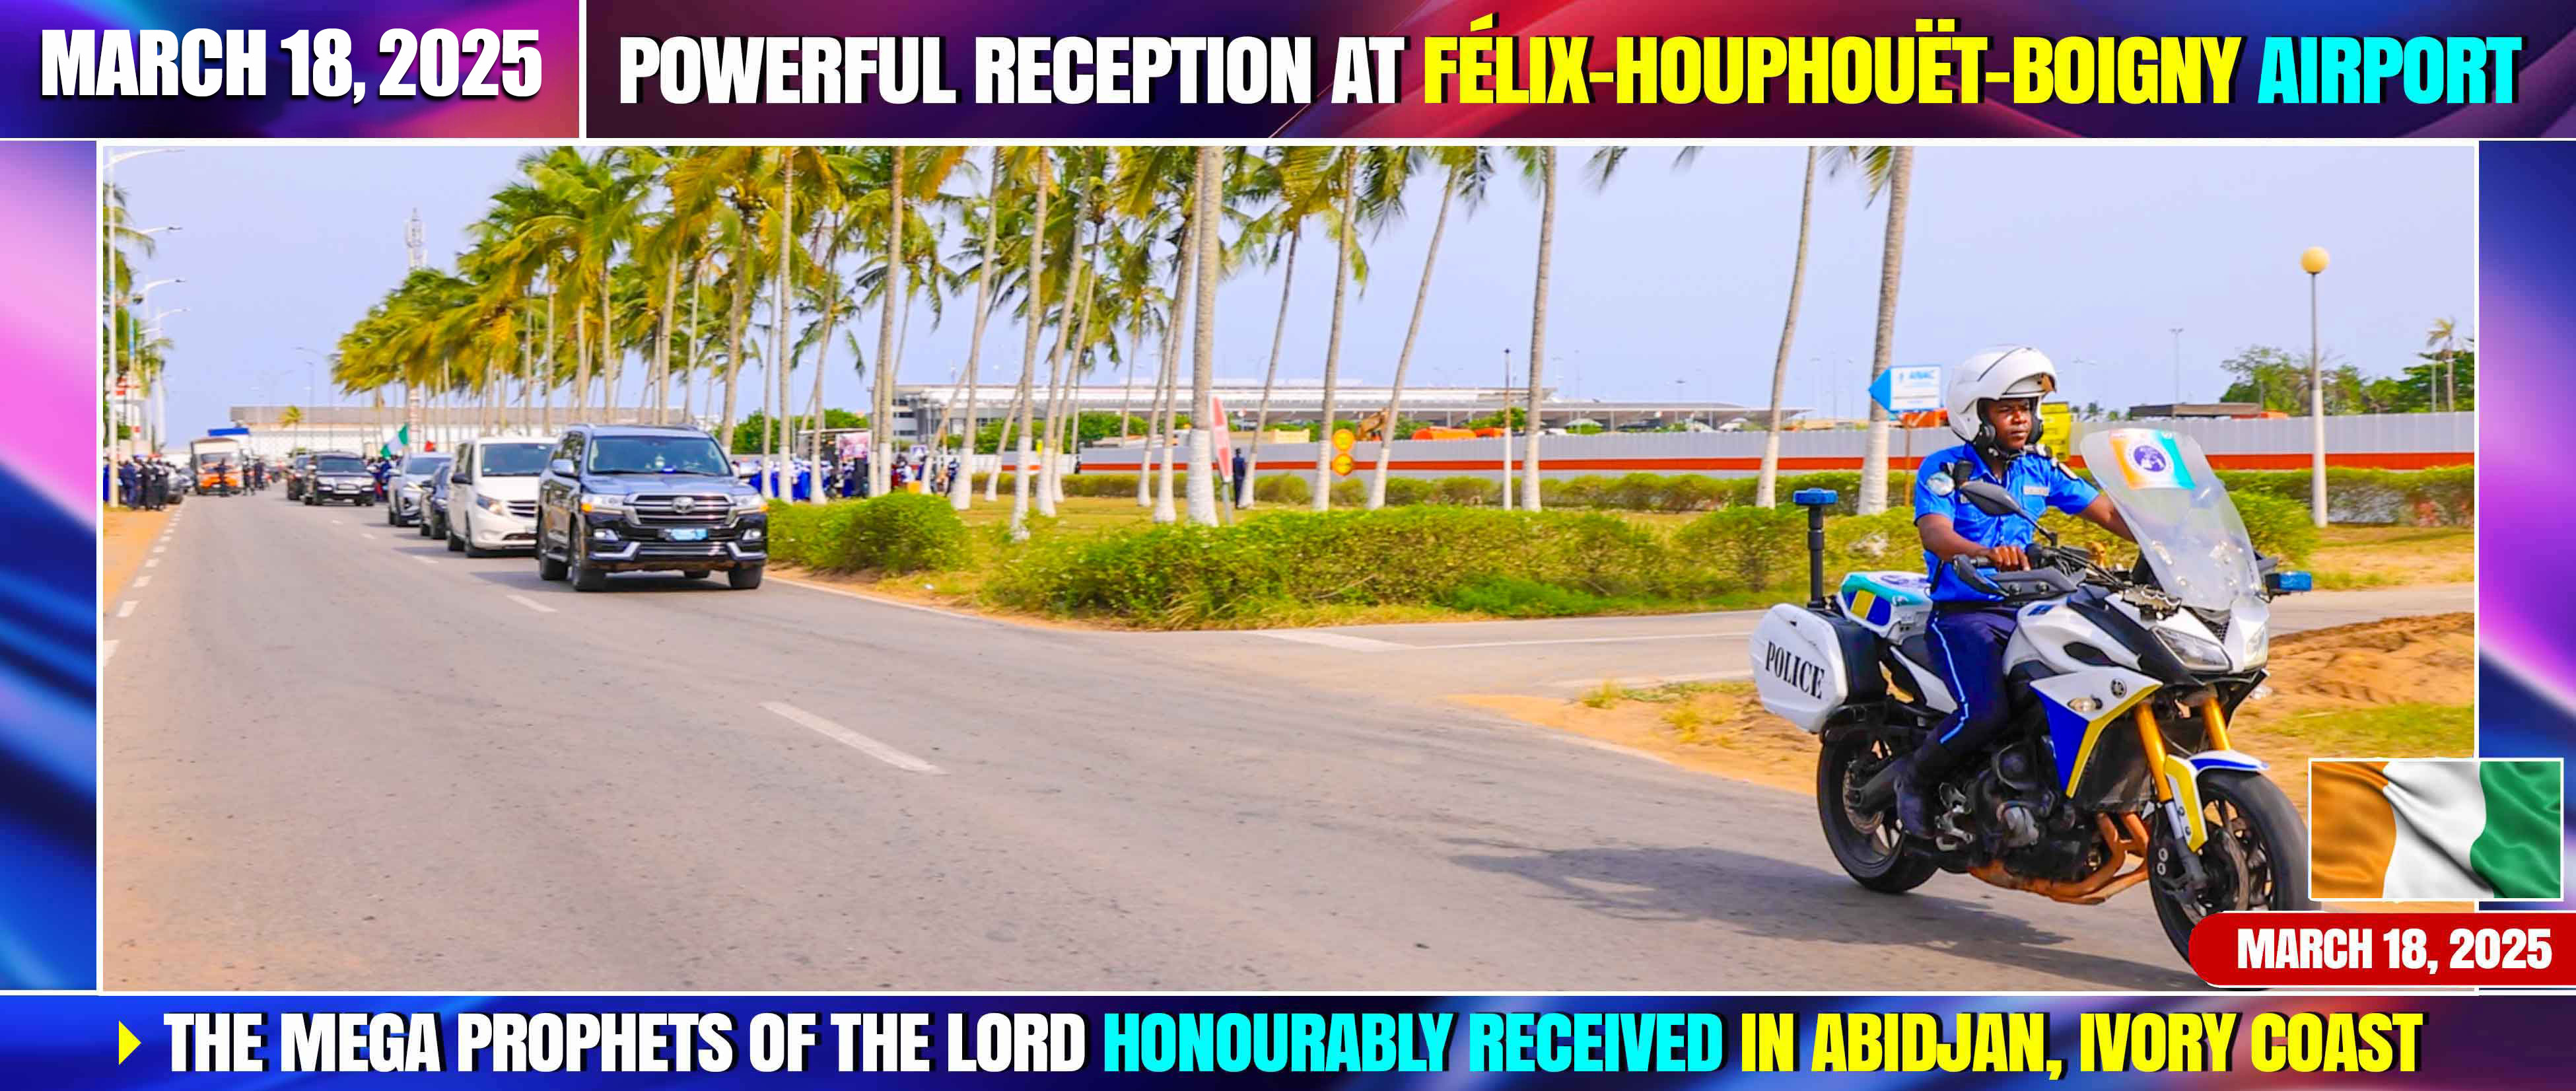 MARCH 18, 2025
POWERFUL RECEPTION AT FÉLIX-HOUPHOUËT-BOIGNY AIRPORT
ANAC
POLICE
MARCH 18, 2025
THE MEGA PROPHETS OF THE LORD HONOURABLY RECEIVED IN ABIDJAN, IVORY COAST